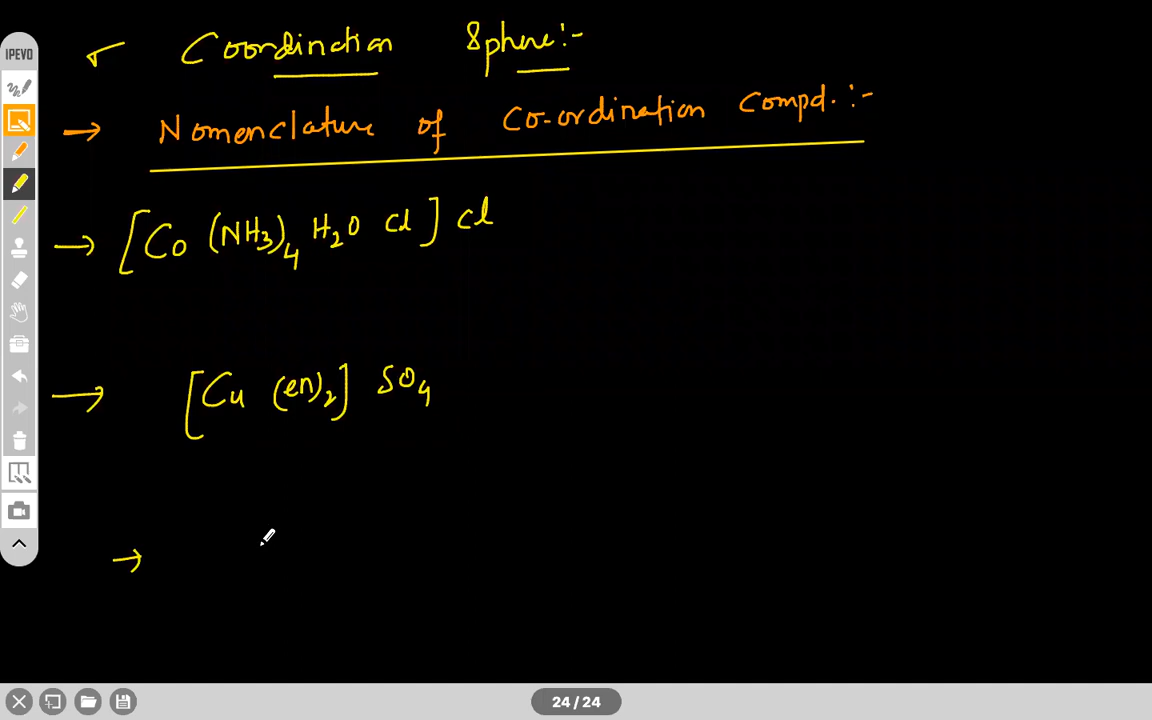 IPEVO
Coordination Sphere:-
→ Nomenclature of Co-ordination Compd.:-
→ [Co (NH3)4 H2O Cl] Cl
→ [Cu (en)2] SO4
→
24 / 24